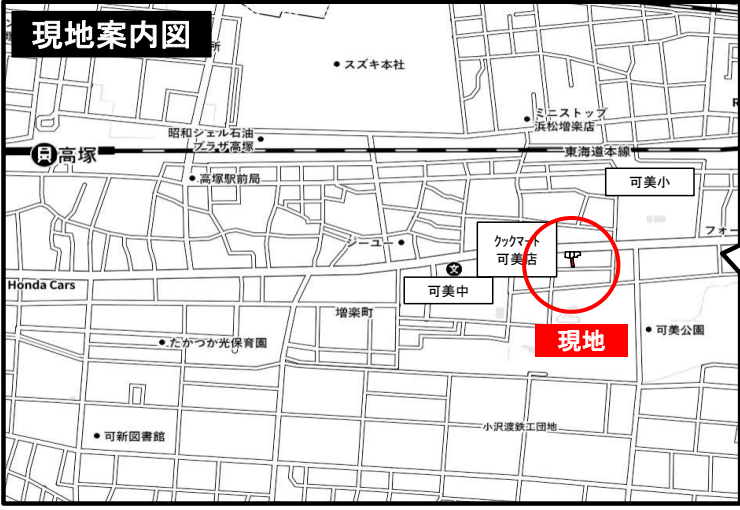 現地案内図
所
スズキ本社
ミニストップ
浜松増楽店
昭和シェル石油
プラザ高塚
高塚
東海道本線
高塚駅前局
可美小
フォー
ジーユー
クックマート
可美店
文
Honda Cars
可美中
増楽町
現地
可美公園
たかつか光保育園
小沢渡鉄工団地
可新図書館